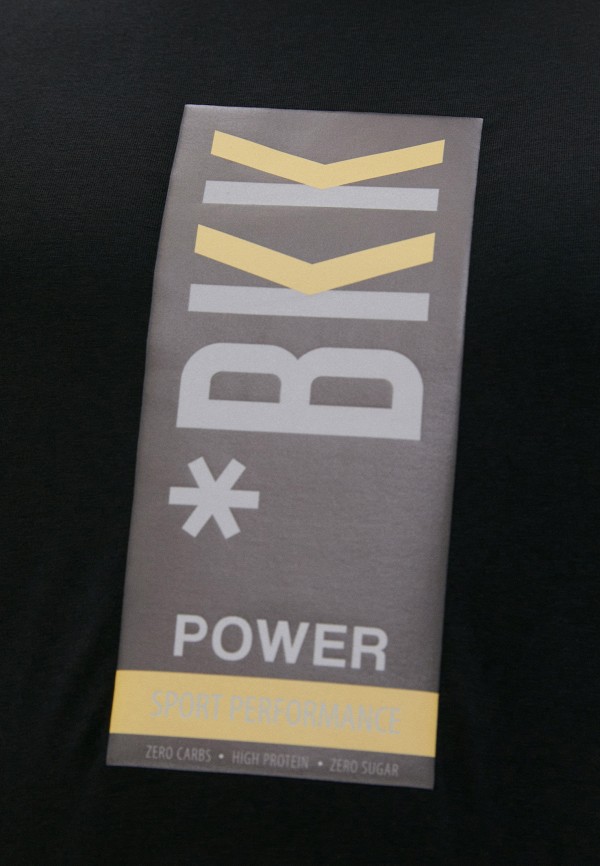 *BKK
POWER
SPORT PERFORMANCE
ZERO CARBS • HIGH PROTEIN • ZERO SUGAR